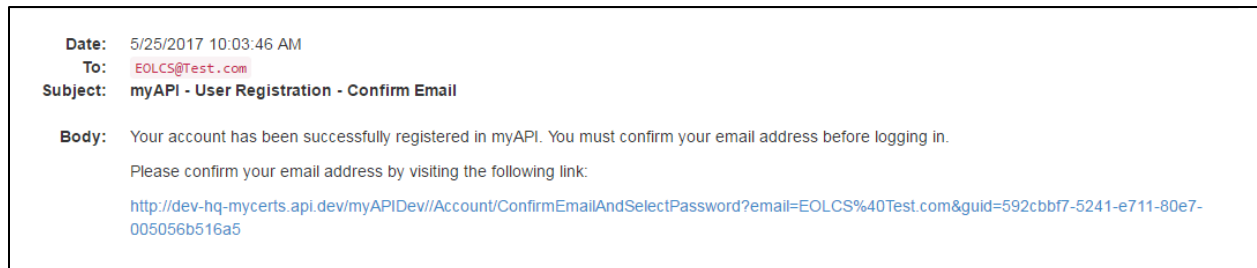 Date: 5/25/2017 10:03:46 AM
To: EOLCS@Test.com
Subject: myAPI - User Registration - Confirm Email
Body: Your account has been successfully registered in myAPI. You must confirm your email address before logging in.
Please confirm your email address by visiting the following link:
http://dev-hq-mycerts.api.dev/myAPIDev//Account/ConfirmEmailAndSelectPassword?email=EOLCS%40Test.com&guid=592cbbf7-5241-e711-80e7-
005056b516a5